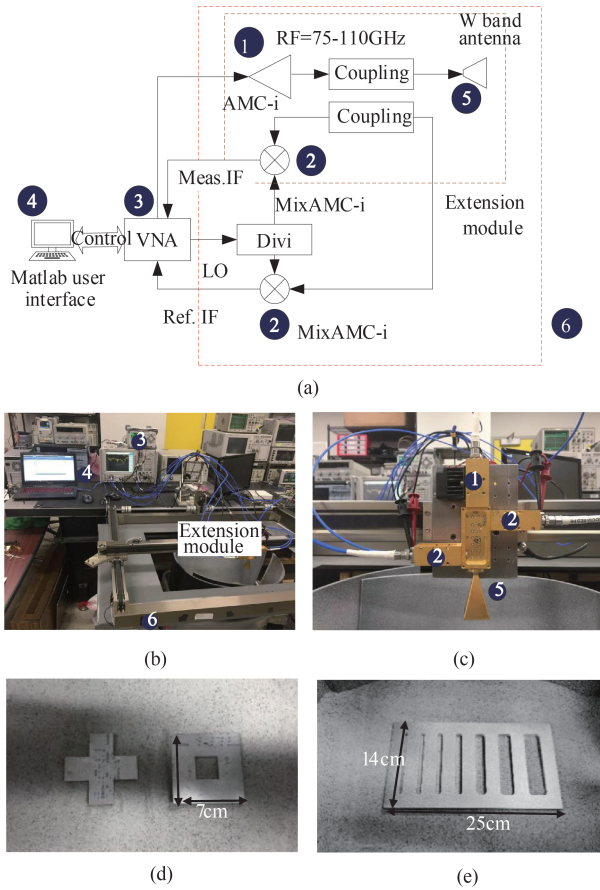 (a)
1
RF=75-110GHz
W band
antenna
Coupling
AMC-i
5
Coupling
2
Meas.IF
4
3
MixAMC-i
Extension
module
Control
VNA
Divi
Matlab user
interface
LO
Ref. IF
2
MixAMC-i
6
(a)
3
4
Extension
module
6
(b)
1
2
2
5
(c)
7cm
(d)
14cm
25cm
(e)